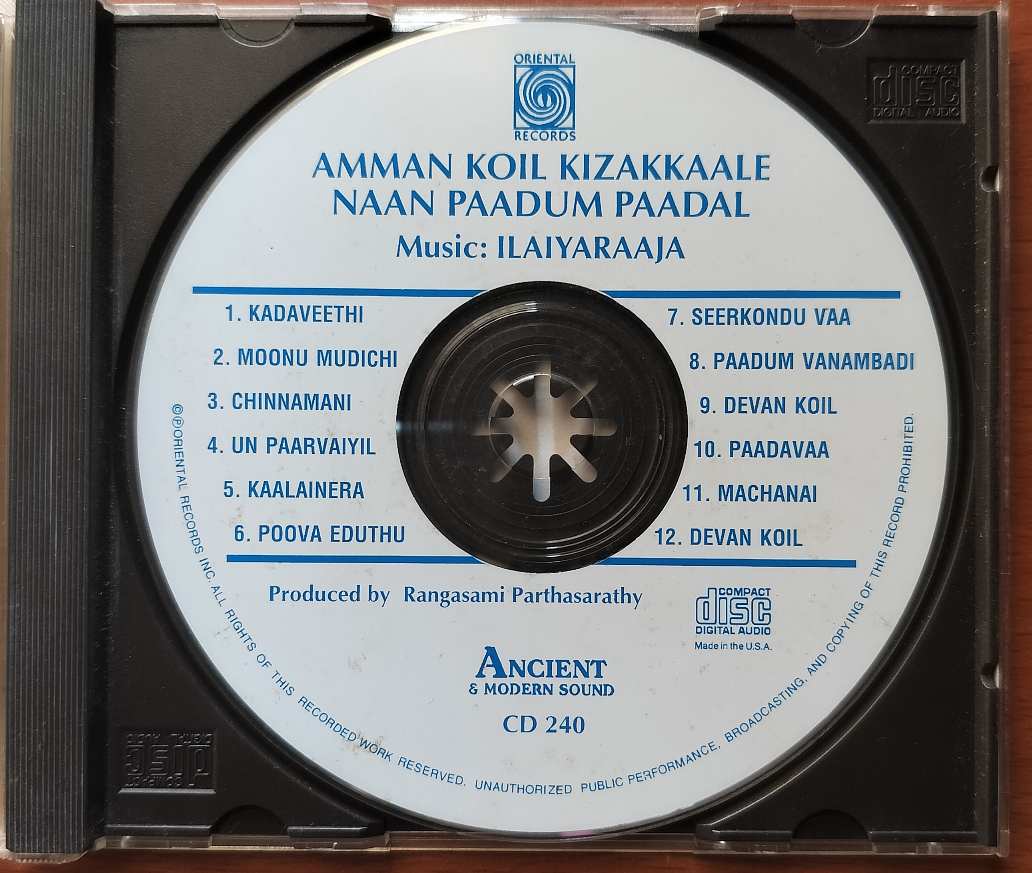 ORIENTAL
RECORDS
AMMAN KOIL KIZAKKAALE
NAAN PAADUM PAADAL
Music: ILAIYARAAJA
1. KADAVEETHI
2. MOONU MUDICHI
3. CHINNAMANI
4. UN PAARVAIYIL
5. KAALAINERA
6. POOVA EDUTHU
7. SEERKONDU VAA
8. PAADUM VANAMBADI
9. DEVAN KOIL
10. PAADAVAA
11. MACHANAI
12. DEVAN KOIL
Produced by Rangasami Parthasarathy
COMPACT
disc
DIGITAL AUDIO
Made in the U.S.A.
ANCIENT
& MODERN SOUND
CD 240
©℗ORIENTAL RECORDS INC. ALL RIGHTS OF THIS RECORDED WORK RESERVED. UNAUTHORIZED PUBLIC PERFORMANCE, BROADCASTING, AND COPYING OF THIS RECORD PROHIBITED.
COMPACT
disc
DIGITAL AUDIO
COMPACT
disc
DIGITAL AUDIO